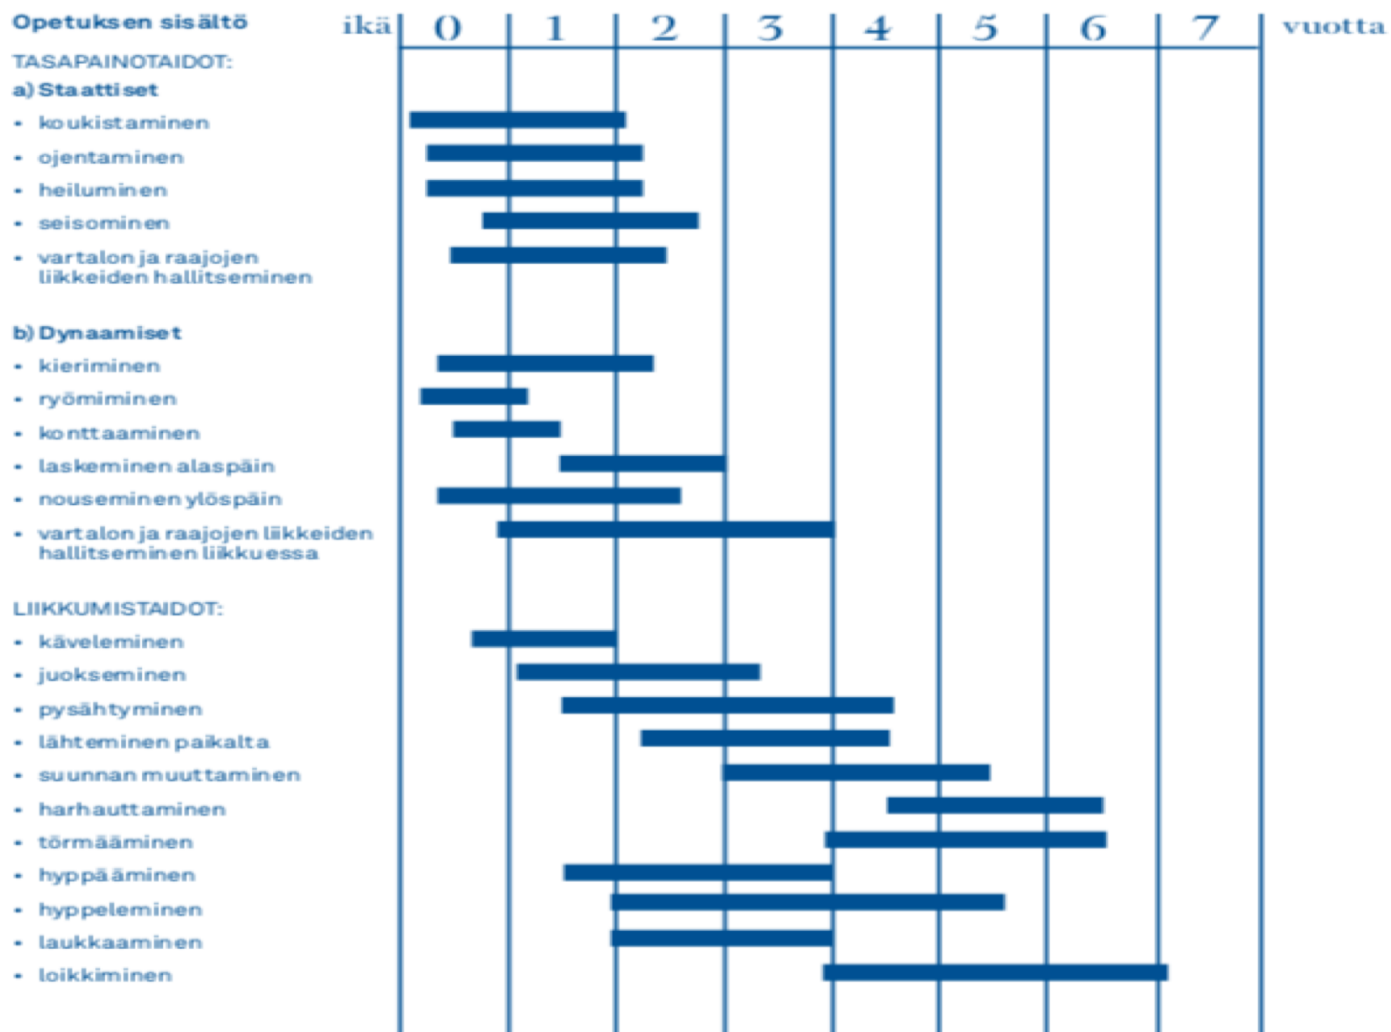 Opetuksen sisältö ikä 0 1 2 3 4 5 6 7 vuotta
TASAPAINOTAIDOT:
a) Staattiset
• koukistaminen
• ojentaminen
• heiluminen
• seisominen
• vartalon ja raajojen
liikkeiden hallitseminen
b) Dynaamiset
• kieriminen
• ryömiminen
• konttaaminen
• laskeminen alaspäin
• nouseminen ylöspäin
• vartalon ja raajojen liikkeiden
hallitseminen liikkuessa
LIIKKUMISTAIDOT:
• käveleminen
• juokseminen
• pysähtyminen
• lähteminen paikalta
• suunnan muuttaminen
• harhauttaminen
• törmääminen
• hyppääminen
• hyppeleminen
• laukkaaminen
• loikkiminen